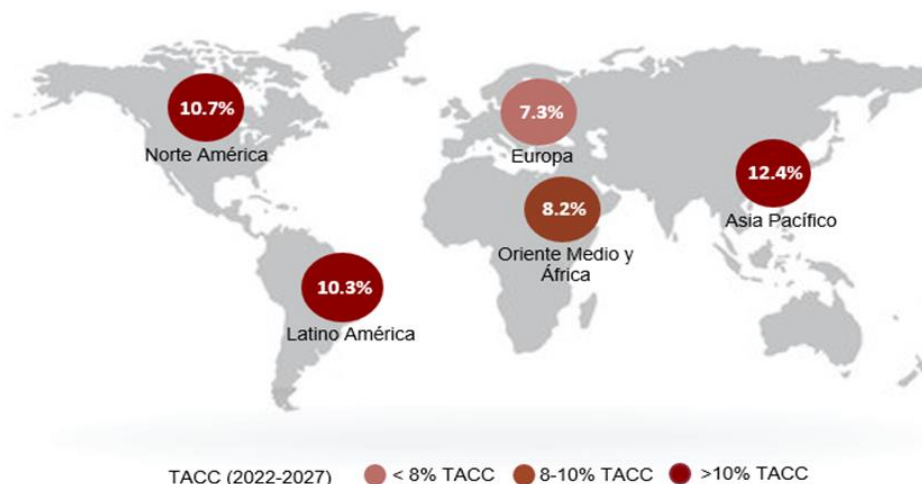 10.7%
Norte América
7.3%
Europa
12.4%
Asia Pacífico
8.2%
Oriente Medio y
África
10.3%
Latino América
TACC (2022-2027) < 8% TACC 8-10% TACC >10% TACC